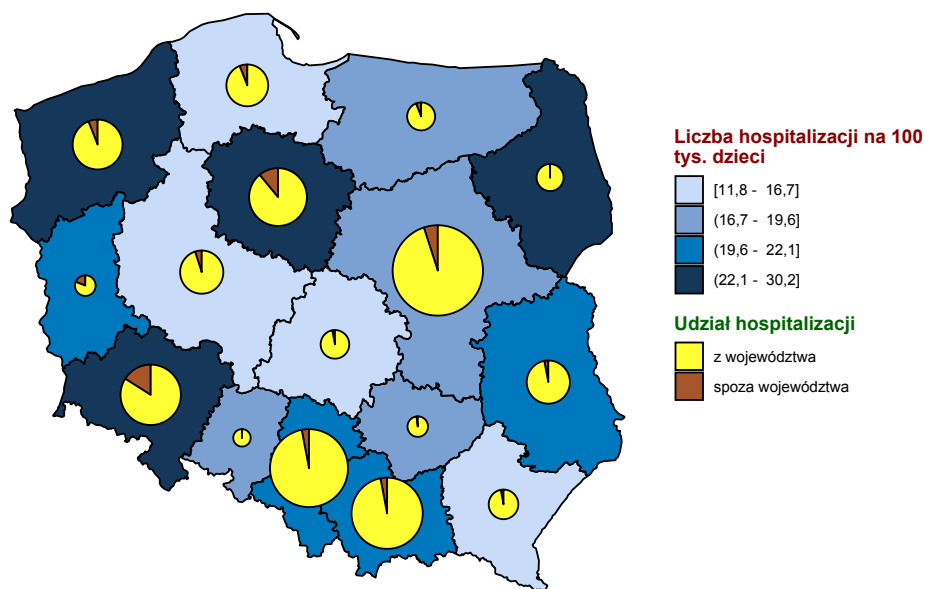 Liczba hospitalizacji na 100
tys. dzieci
[11,8 - 16,7]
(16,7 - 19,6]
(19,6 - 22,1]
(22,1 - 30,2]
Udział hospitalizacji
z województwa
spoza województwa